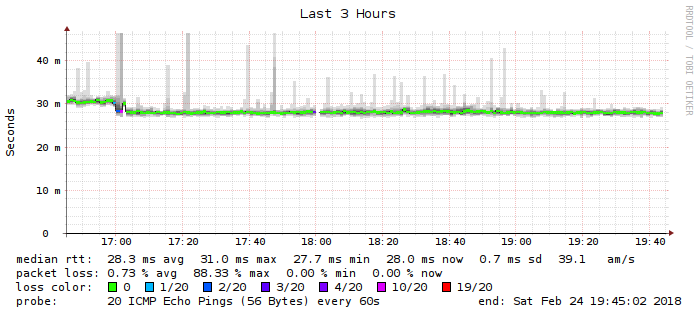 Last 3 Hours
RRDTOOL / TOBI OETIKER
Seconds
40 m
30 m
20 m
10 m
0
17:00 17:20 17:40 18:00 18:20 18:40 19:00 19:20 19:40
median rtt: 28.3 ms avg 31.0 ms max 27.7 ms min 28.0 ms now 0.7 ms sd 39.1 am/s
packet loss: 0.73 % avg 88.33 % max 0.00 % min 0.00 % now
loss color: 0 1/20 2/20 3/20 4/20 10/20 19/20
probe: 20 ICMP Echo Pings (56 Bytes) every 60s end: Sat Feb 24 19:45:02 2018